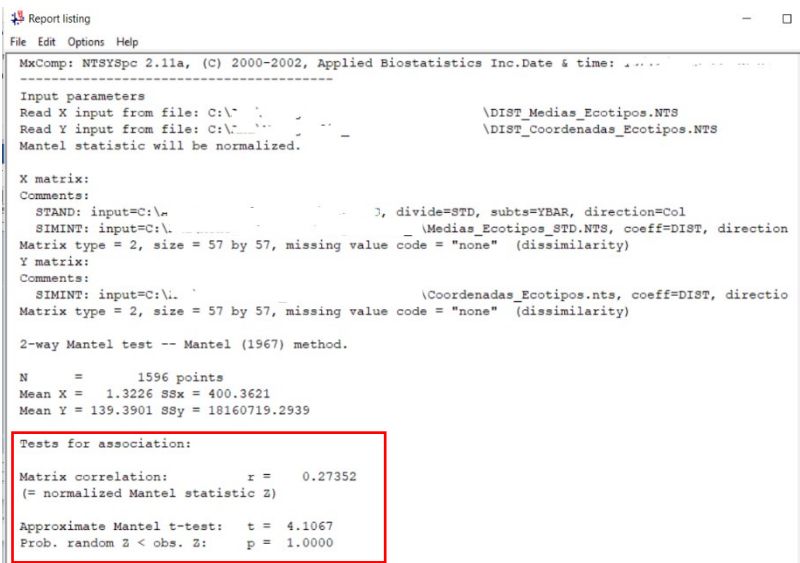 Report listing
File Edit Options Help
MxComp: NTSYSpc 2.11a, (C) 2000-2002, Applied Biostatistics Inc.Date & time:
----------------------------------------
Input parameters
Read X input from file: C:\ \DIST_Medias_Ecotipos.NTS
Read Y input from file: C:\ \DIST_Coordenadas_Ecotipos.NTS
Mantel statistic will be normalized.
X matrix:
Comments:
STAND: input=C:\ , divide=STD, subts=YBAR, direction=Col
SIMINT: input=C:\ \Medias_Ecotipos_STD.NTS, coeff=DIST, direction
Matrix type = 2, size = 57 by 57, missing value code = "none" (dissimilarity)
Y matrix:
Comments:
SIMINT: input=C:\ \Coordenadas_Ecotipos.nts, coeff=DIST, directio
Matrix type = 2, size = 57 by 57, missing value code = "none" (dissimilarity)
2-way Mantel test -- Mantel (1967) method.
N = 1596 points
Mean X = 1.3226 SSx = 400.3621
Mean Y = 139.3901 SSy = 18160719.2939
Tests for association:
Matrix correlation: r = 0.27352
(= normalized Mantel statistic Z)
Approximate Mantel t-test: t = 4.1067
Prob. random Z < obs. Z: p = 1.0000